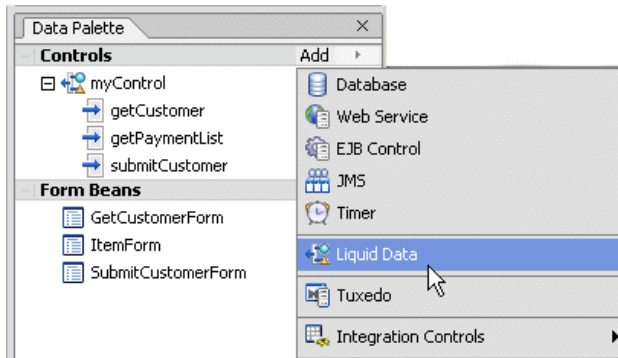 Data Palette
Controls Add
myControl
getCustomer
getPaymentList
submitCustomer
Form Beans
GetCustomerForm
ItemForm
SubmitCustomerForm
Database
Web Service
EJB Control
JMS
Timer
Liquid Data
Tuxedo
Integration Controls